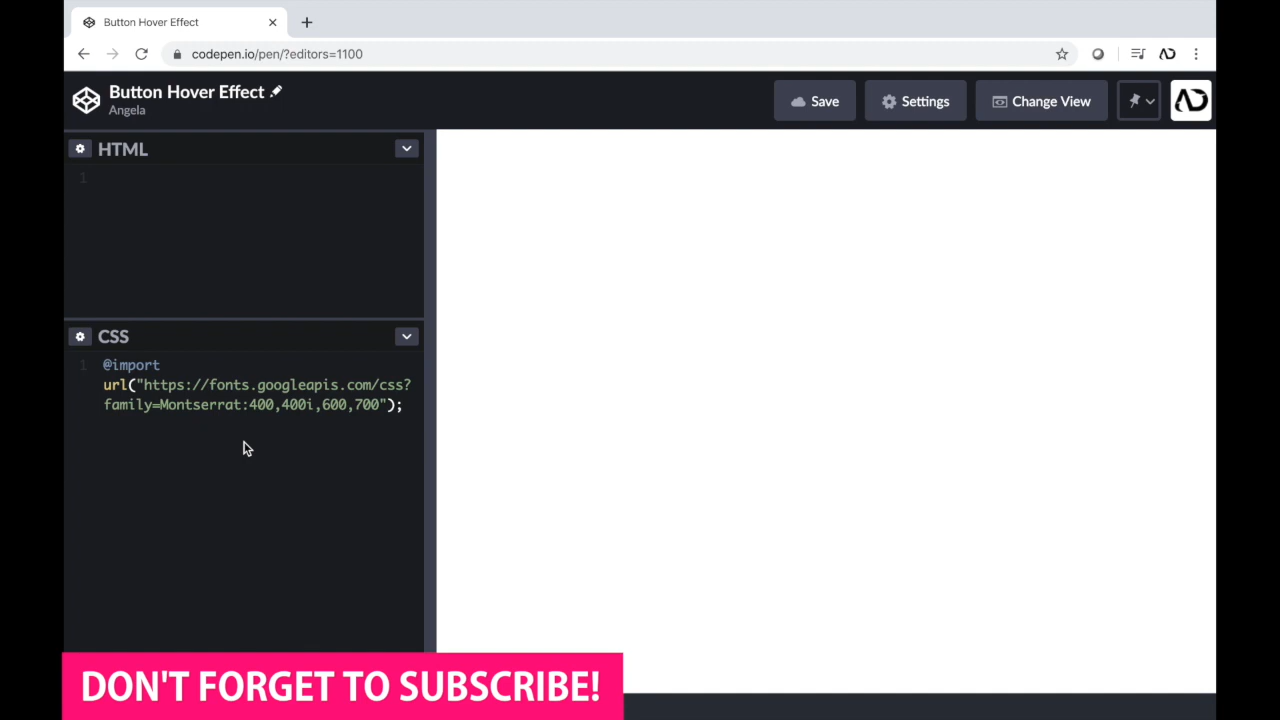 Button Hover Effect
codepen.io/pen/?editors=1100
Button Hover Effect
Angela
Save
Settings
Change View
HTML
1
CSS
1 @import
url("https://fonts.googleapis.com/css?
family=Montserrat:400,400i,600,700");
DON'T FORGET TO SUBSCRIBE!